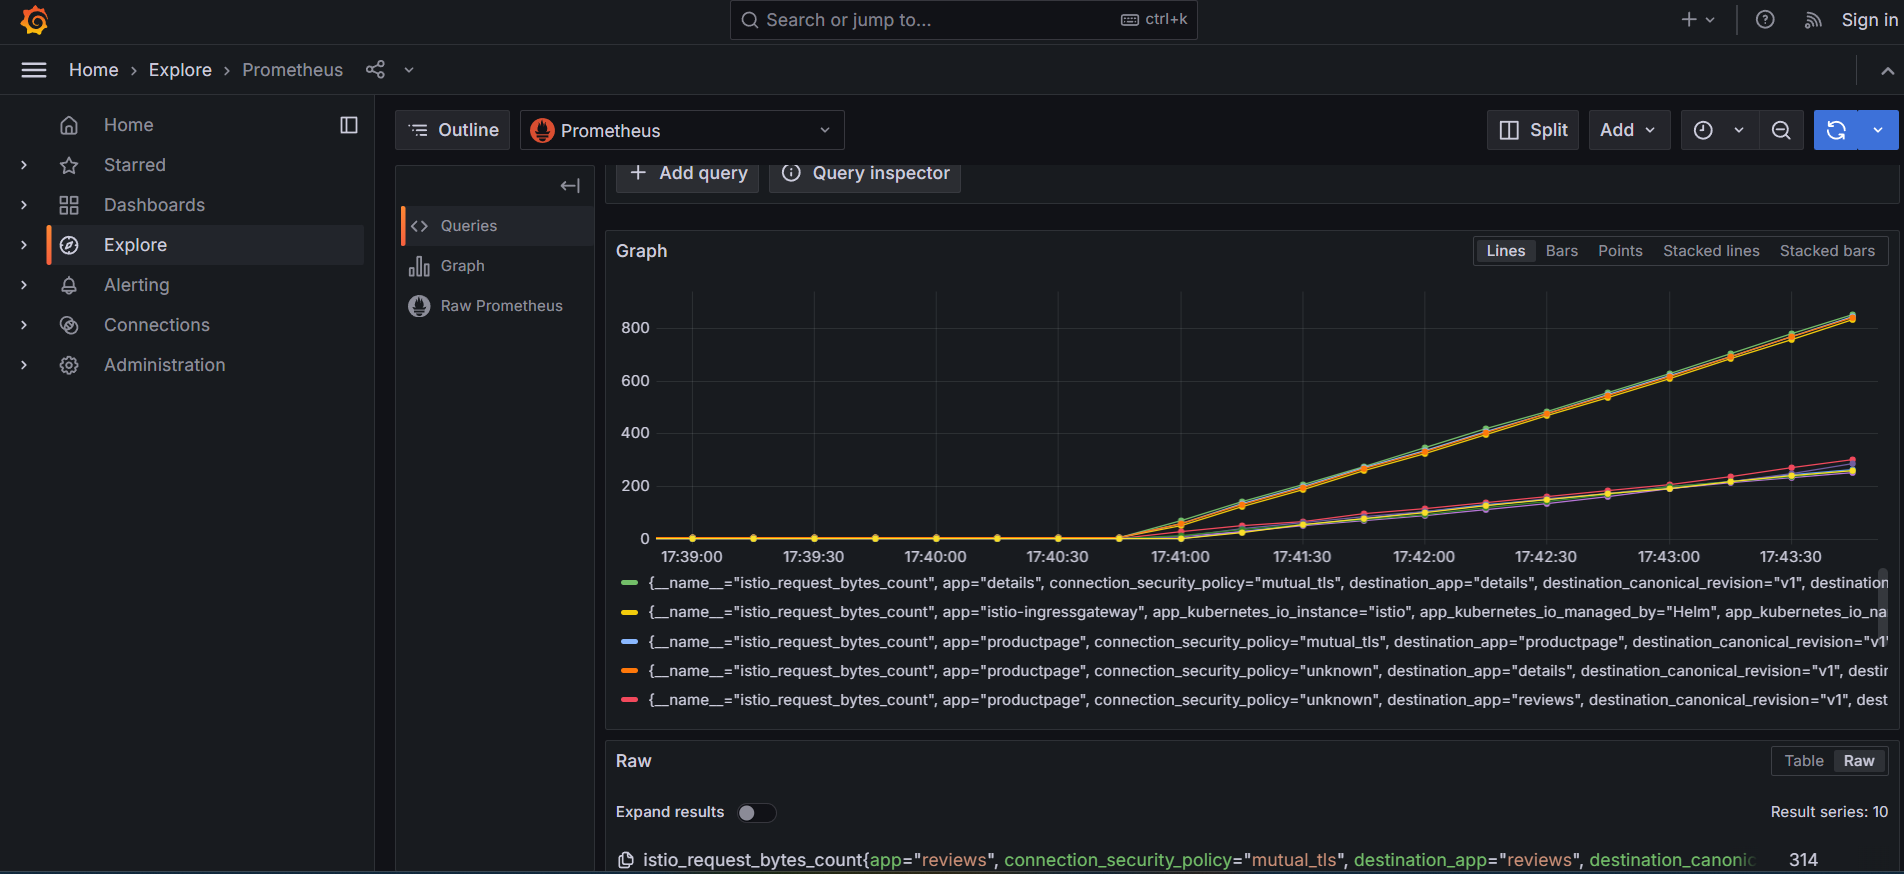 Search or jump to...
ctrl+k
Sign in
Home › Explore › Prometheus
Home
Starred
Dashboards
Explore
Alerting
Connections
Administration
Outline
Prometheus
Split
Add
Queries
Graph
Raw Prometheus
+ Add query
Query inspector
Graph
Lines Bars Points Stacked lines Stacked bars
800
600
400
200
0
17:39:00 17:39:30 17:40:00 17:40:30 17:41:00 17:41:30 17:42:00 17:42:30 17:43:00 17:43:30
{__name__="istio_request_bytes_count", app="details", connection_security_policy="mutual_tls", destination_app="details", destination_canonical_revision="v1", destination
{__name__="istio_request_bytes_count", app="istio-ingressgateway", app_kubernetes_io_instance="istio", app_kubernetes_io_managed_by="Helm", app_kubernetes_io_na
{__name__="istio_request_bytes_count", app="productpage", connection_security_policy="mutual_tls", destination_app="productpage", destination_canonical_revision="v1"
{__name__="istio_request_bytes_count", app="productpage", connection_security_policy="unknown", destination_app="details", destination_canonical_revision="v1", destir
{__name__="istio_request_bytes_count", app="productpage", connection_security_policy="unknown", destination_app="reviews", destination_canonical_revision="v1", dest
Raw
Table Raw
Expand results
Result series: 10
istio_request_bytes_count{app="reviews", connection_security_policy="mutual_tls", destination_app="reviews", destination_canonic 314